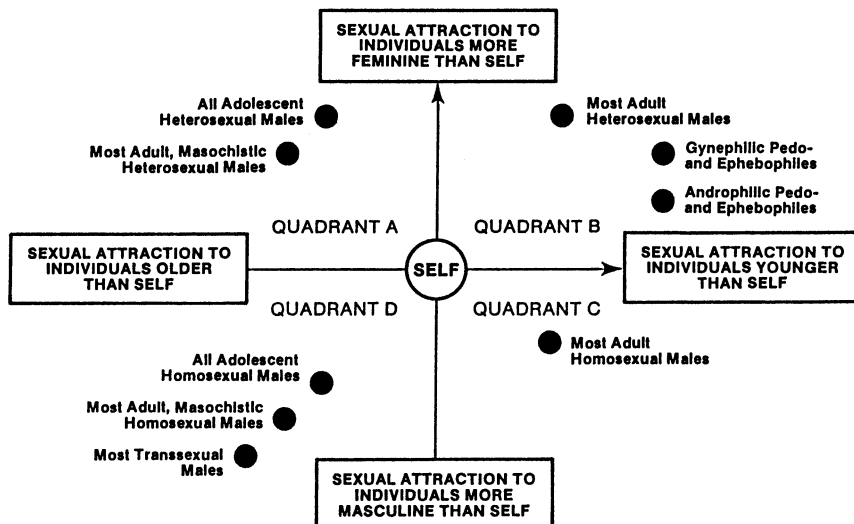 SEXUAL ATTRACTION TO
INDIVIDUALS MORE
FEMININE THAN SELF
All Adolescent
Heterosexual Males
Most Adult, Masochistic
Heterosexual Males
Most Adult
Heterosexual Males
Gynephilic Pedo-
and Ephebophiles
Androphilic Pedo-
and Ephebophiles
QUADRANT A
QUADRANT B
SEXUAL ATTRACTION TO
INDIVIDUALS OLDER
THAN SELF
SELF
SEXUAL ATTRACTION TO
INDIVIDUALS YOUNGER
THAN SELF
QUADRANT D
QUADRANT C
All Adolescent
Homosexual Males
Most Adult, Masochistic
Homosexual Males
Most Transsexual
Males
Most Adult
Homosexual Males
SEXUAL ATTRACTION TO
INDIVIDUALS MORE
MASCULINE THAN SELF